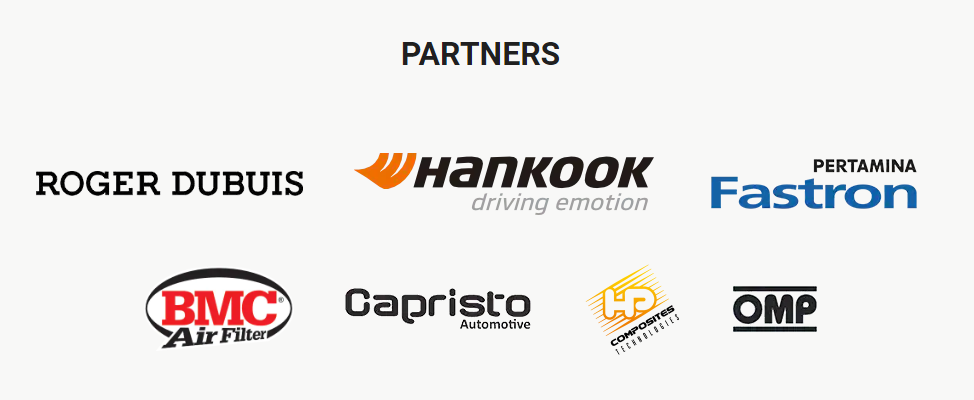 PARTNERS
ROGER DUBUIS
HANKOOK
driving emotion
PERTAMINA
Fastron
BMC®
Air Filter
Capristo
Automotive
HP
COMPOSITES
TECHNOLOGIES
OMP